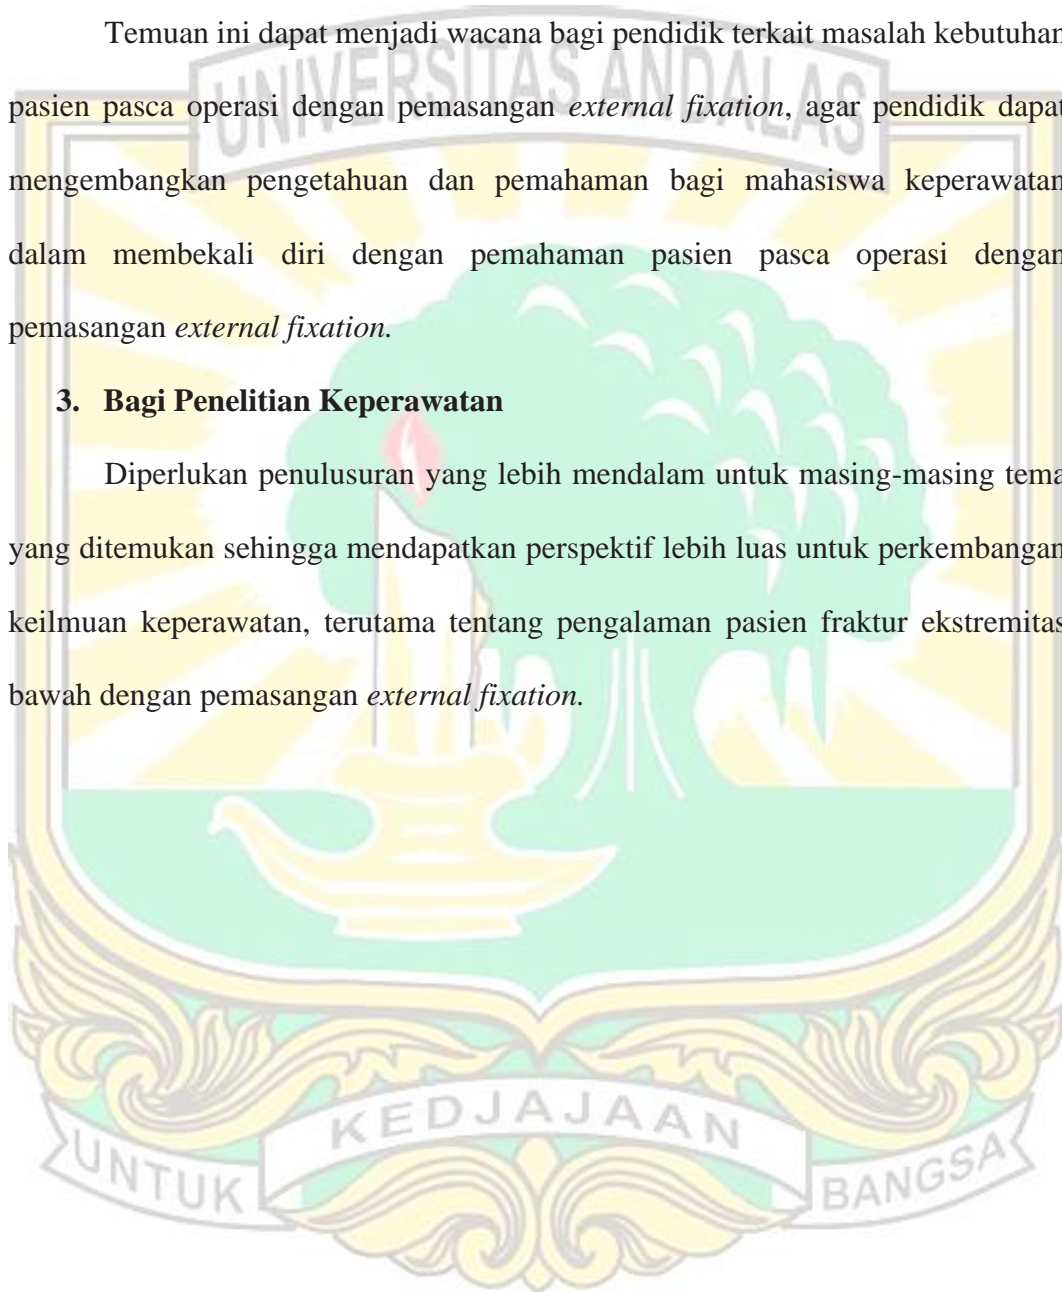 Temuan ini dapat menjadi wacana bagi pendidik terkait masalah kebutuhan
pasien pasca operasi dengan pemasangan external fixation, agar pendidik dapat
mengembangkan pengetahuan dan pemahaman bagi mahasiswa keperawatan
dalam membekali diri dengan pemahaman pasien pasca operasi dengan
pemasangan external fixation.
3. Bagi Penelitian Keperawatan
Diperlukan penulusuran yang lebih mendalam untuk masing-masing tema
yang ditemukan sehingga mendapatkan perspektif lebih luas untuk perkembangan
keilmuan keperawatan, terutama tentang pengalaman pasien fraktur ekstremitas
bawah dengan pemasangan external fixation.
UNIVERSITAS ANDALAS
UNTUK KEDJAJAAN BANGSA